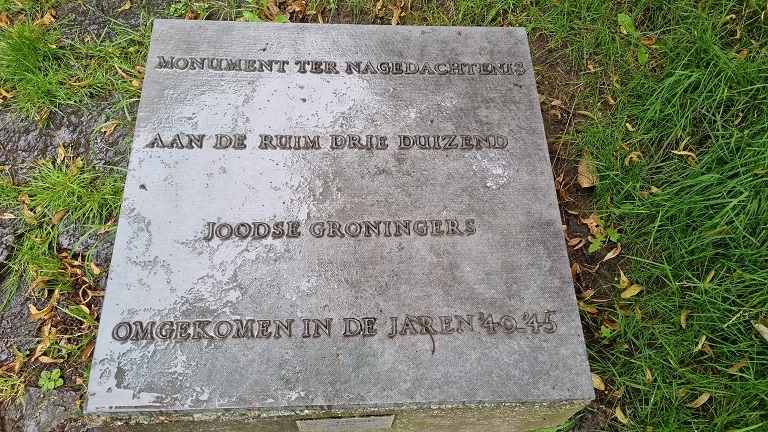 MONUMENT TER NAGEDACHTENIS
AAN DE RUIM DRIE DUIZEND
JOODSE GRONINGERS
OMGEKOMEN IN DE JAREN '40-'45